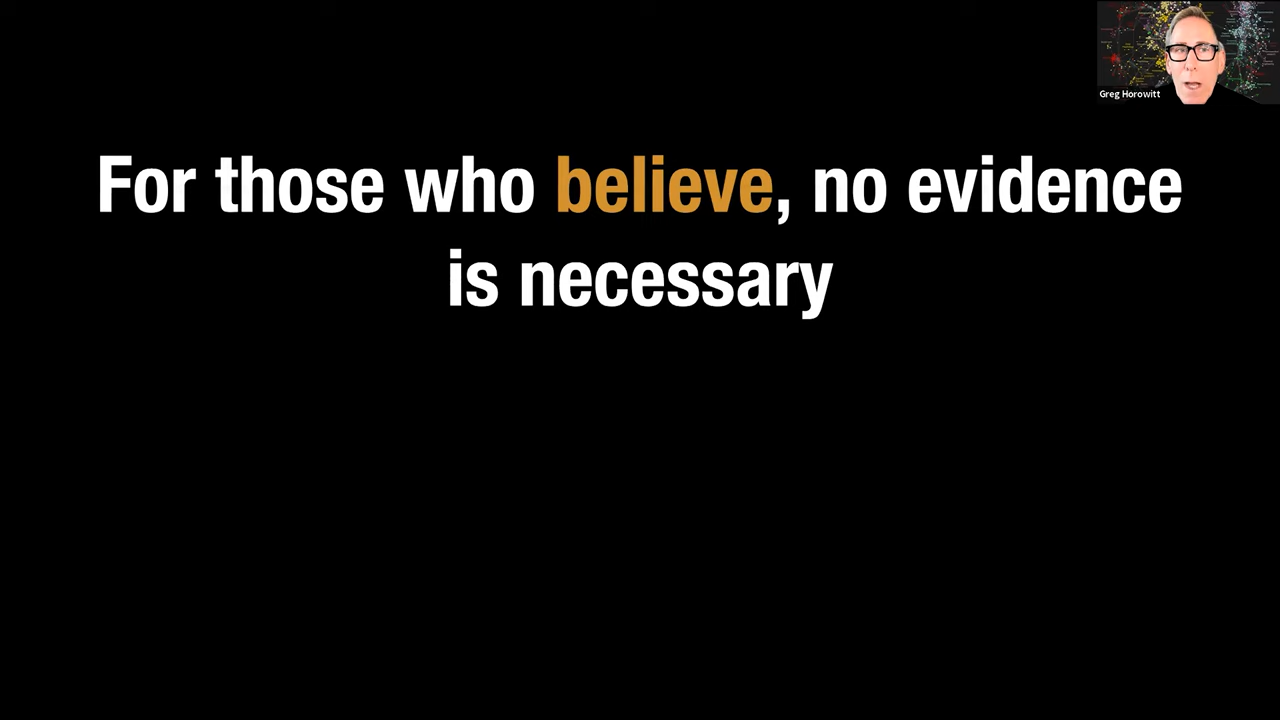 Greg Horowitt
For those who believe, no evidence
is necessary